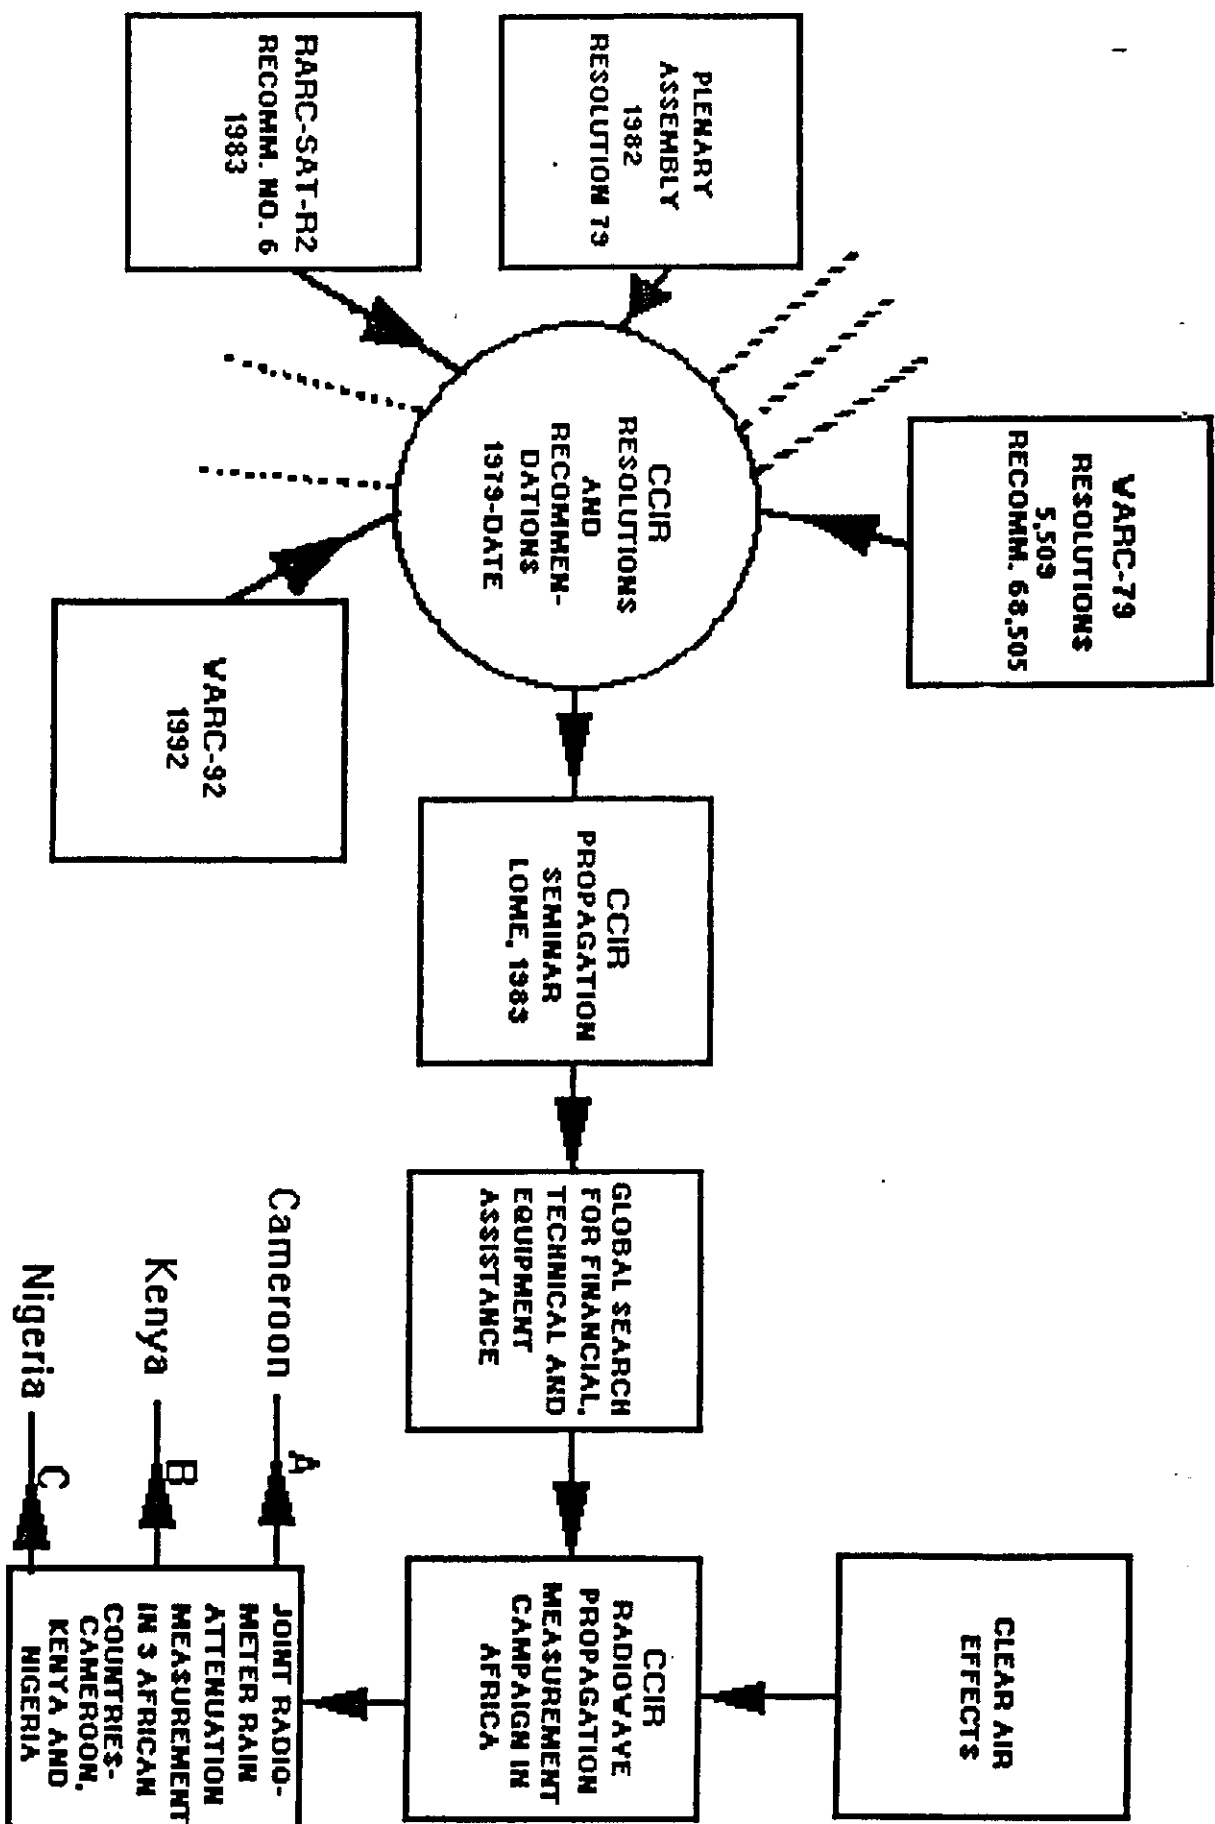 WARC-79
RESOLUTIONS
5,509
RECOMM. 68,505
PLENARY
ASSEMBLY
1982
RESOLUTION 79
RARC-SAT-R2
RECOMM. NO. 6
1983
CCIR
RESOLUTIONS
AND
RECOMMEN-
DATIONS
1979-DATE
WARC-92
1992
CCIR
PROPAGATION
SEMINAR
LOME, 1983
GLOBAL SEARCH
FOR FINANCIAL,
TECHNICAL AND
EQUIPMENT
ASSISTANCE
CLEAR AIR
EFFECTS
CCIR
RADIOWAVE
PROPAGATION
MEASUREMENT
CAMPAIGN IN
AFRICA
Cameroon
A
Kenya
B
Nigeria
C
JOINT RADIO-
METER RAIN
ATTENUATION
MEASUREMENT
IN 3 AFRICAN
COUNTRIES-
CAMEROON,
KENYA AND
NIGERIA